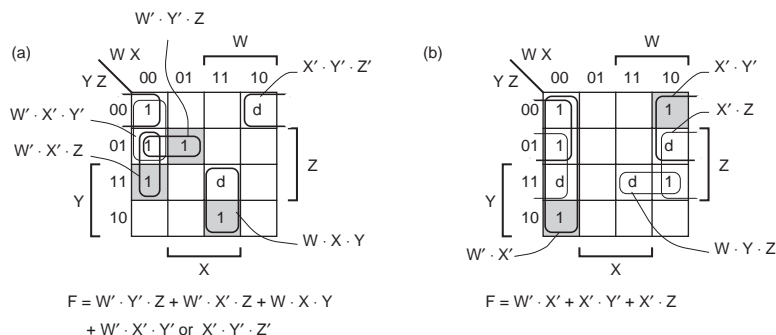 W′ · Y′ · Z
(a)
W X
W
Y Z
00 01 11 10
X′ · Y′ · Z′
00 1 d
W′ · X′ · Y′
01 1 1
W′ · X′ · Z
Z
11 1 d
Y
10 1
W · X · Y
X
F = W′ · Y′ · Z + W′ · X′ · Z + W · X · Y
+ W′ · X′ · Y′ or X′ · Y′ · Z′
(b)
W X
W
Y Z
00 01 11 10
X′ · Y′
00 1 1
X′ · Z
01 1 d
Z
11 d d 1
Y
10 1
W′ · X′
W · Y · Z
X
F = W′ · X′ + X′ · Y′ + X′ · Z